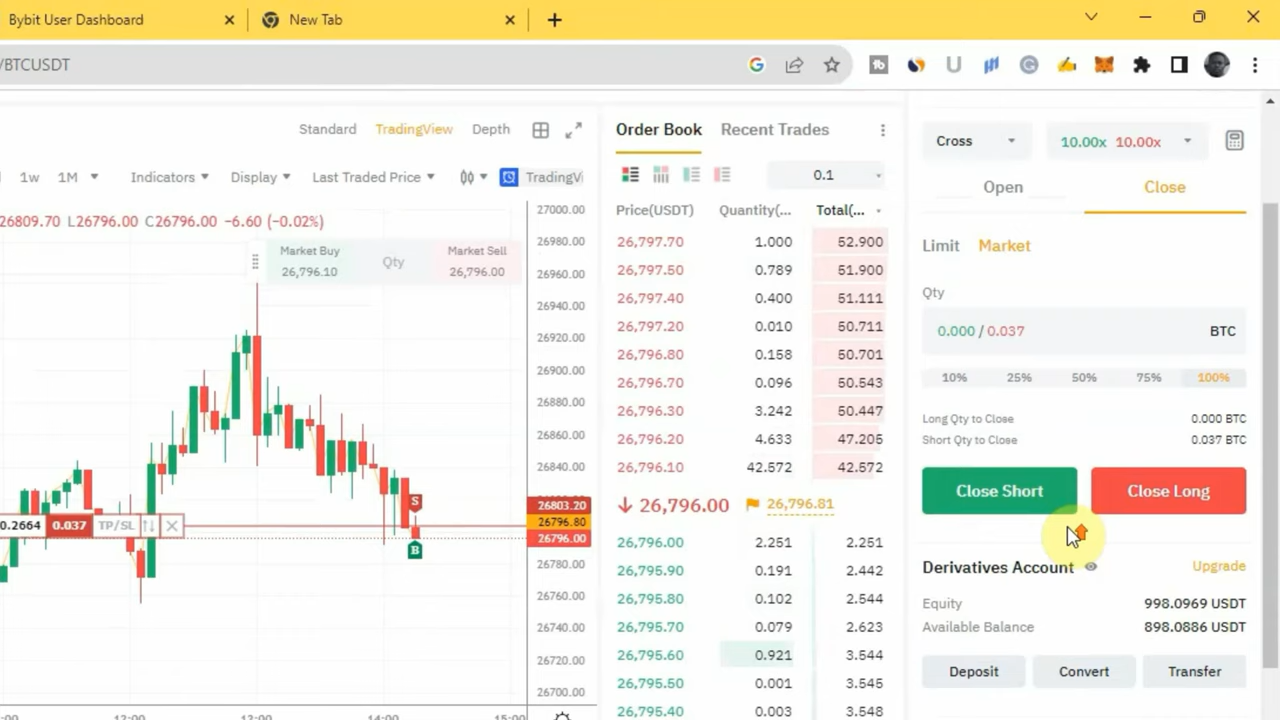 Bybit User Dashboard
New Tab
/BTCUSDT
Standard TradingView Depth
1w 1M Indicators Display Last Traded Price TradingVi
26809.70 L26796.00 C26796.00 -6.60 (-0.02%)
Market Buy
26,796.10
Qty
Market Sell
26,796.00
27000.00
26980.00
26960.00
26940.00
26920.00
26900.00
26880.00
26860.00
26840.00
26803.20
26796.80
26796.00
26780.00
26760.00
26740.00
26720.00
26700.00
S
B
0.2664 0.037 TP/SL
12:00 13:00 14:00 15:00
Order Book Recent Trades
0.1
Price(USDT) Quantity(... Total(...
26,797.70 1.000 52.900
26,797.50 0.789 51.900
26,797.40 0.400 51.111
26,797.20 0.010 50.711
26,796.80 0.158 50.701
26,796.70 0.096 50.543
26,796.30 3.242 50.447
26,796.20 4.633 47.205
26,796.10 42.572 42.572
26,796.00 26,796.81
26,796.00 2.251 2.251
26,795.90 0.191 2.442
26,795.80 0.102 2.544
26,795.70 0.079 2.623
26,795.60 0.921 3.544
26,795.50 0.001 3.545
26,795.40 0.003 3.548
Cross 10.00x 10.00x
Open Close
Limit Market
Qty
0.000 / 0.037 BTC
10% 25% 50% 75% 100%
Long Qty to Close 0.000 BTC
Short Qty to Close 0.037 BTC
Close Short Close Long
Derivatives Account Upgrade
Equity 998.0969 USDT
Available Balance 898.0886 USDT
Deposit Convert Transfer